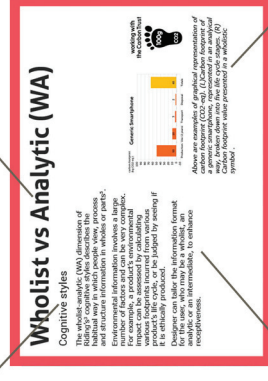 Wholist vs Analytic (WA)
Cognitive styles
The wholist-analytic (WA) dimension of
Riding's² cognitive styles describes the
habitual way in which people view, process
and structure information in wholes or parts³.
Environmental information involves a large
number of factors and can be very complex.
For example, a product's environmental
impact can be assessed by calculating
various footprints incurred from various
product's life cycle, or be judged by seeing if
it is ethically produced.
Designer can tailor the information format
for the user, who may be a wholist, an
analytic or an intermediate, to enhance
receptiveness.
Generic Smartphone
working with
the Carbon Trust
100g
CO2
Above are examples of graphical representation of
carbon footprint (CO2-eq). (L)Carbon footprint of
a generic smartphone, represented in an analytical
way, broken down into five life cycle stages. (R)
Carbon footprint value presented in a wholistic
symbol